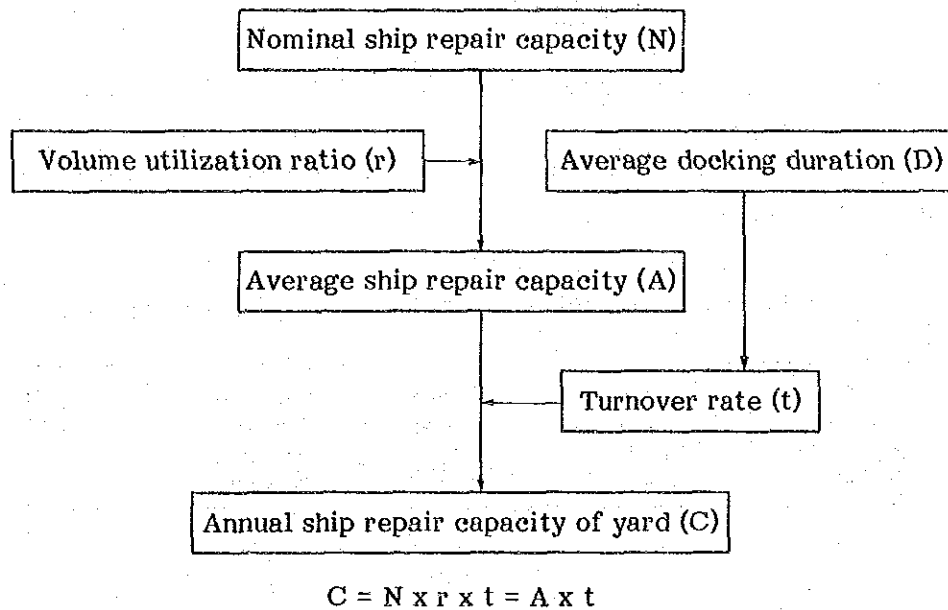 Nominal ship repair capacity (N)
Volume utilization ratio (r)
Average docking duration (D)
Average ship repair capacity (A)
Turnover rate (t)
Annual ship repair capacity of yard (C)
C = N x r x t = A x t